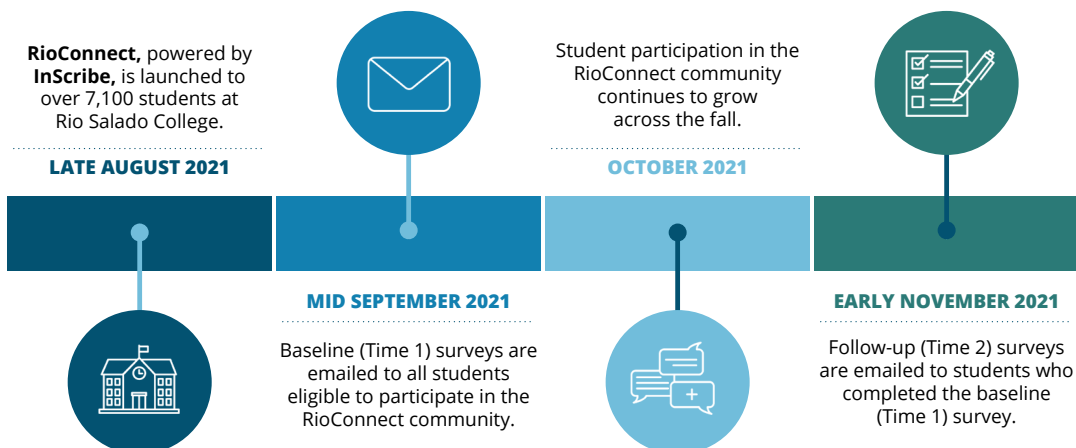 RioConnect, powered by
InScribe, is launched to
over 7,100 students at
Rio Salado College.
LATE AUGUST 2021
MID SEPTEMBER 2021
Baseline (Time 1) surveys are
emailed to all students
eligible to participate in the
RioConnect community.
Student participation in the
RioConnect community
continues to grow
across the fall.
OCTOBER 2021
EARLY NOVEMBER 2021
Follow-up (Time 2) surveys
are emailed to students who
completed the baseline
(Time 1) survey.